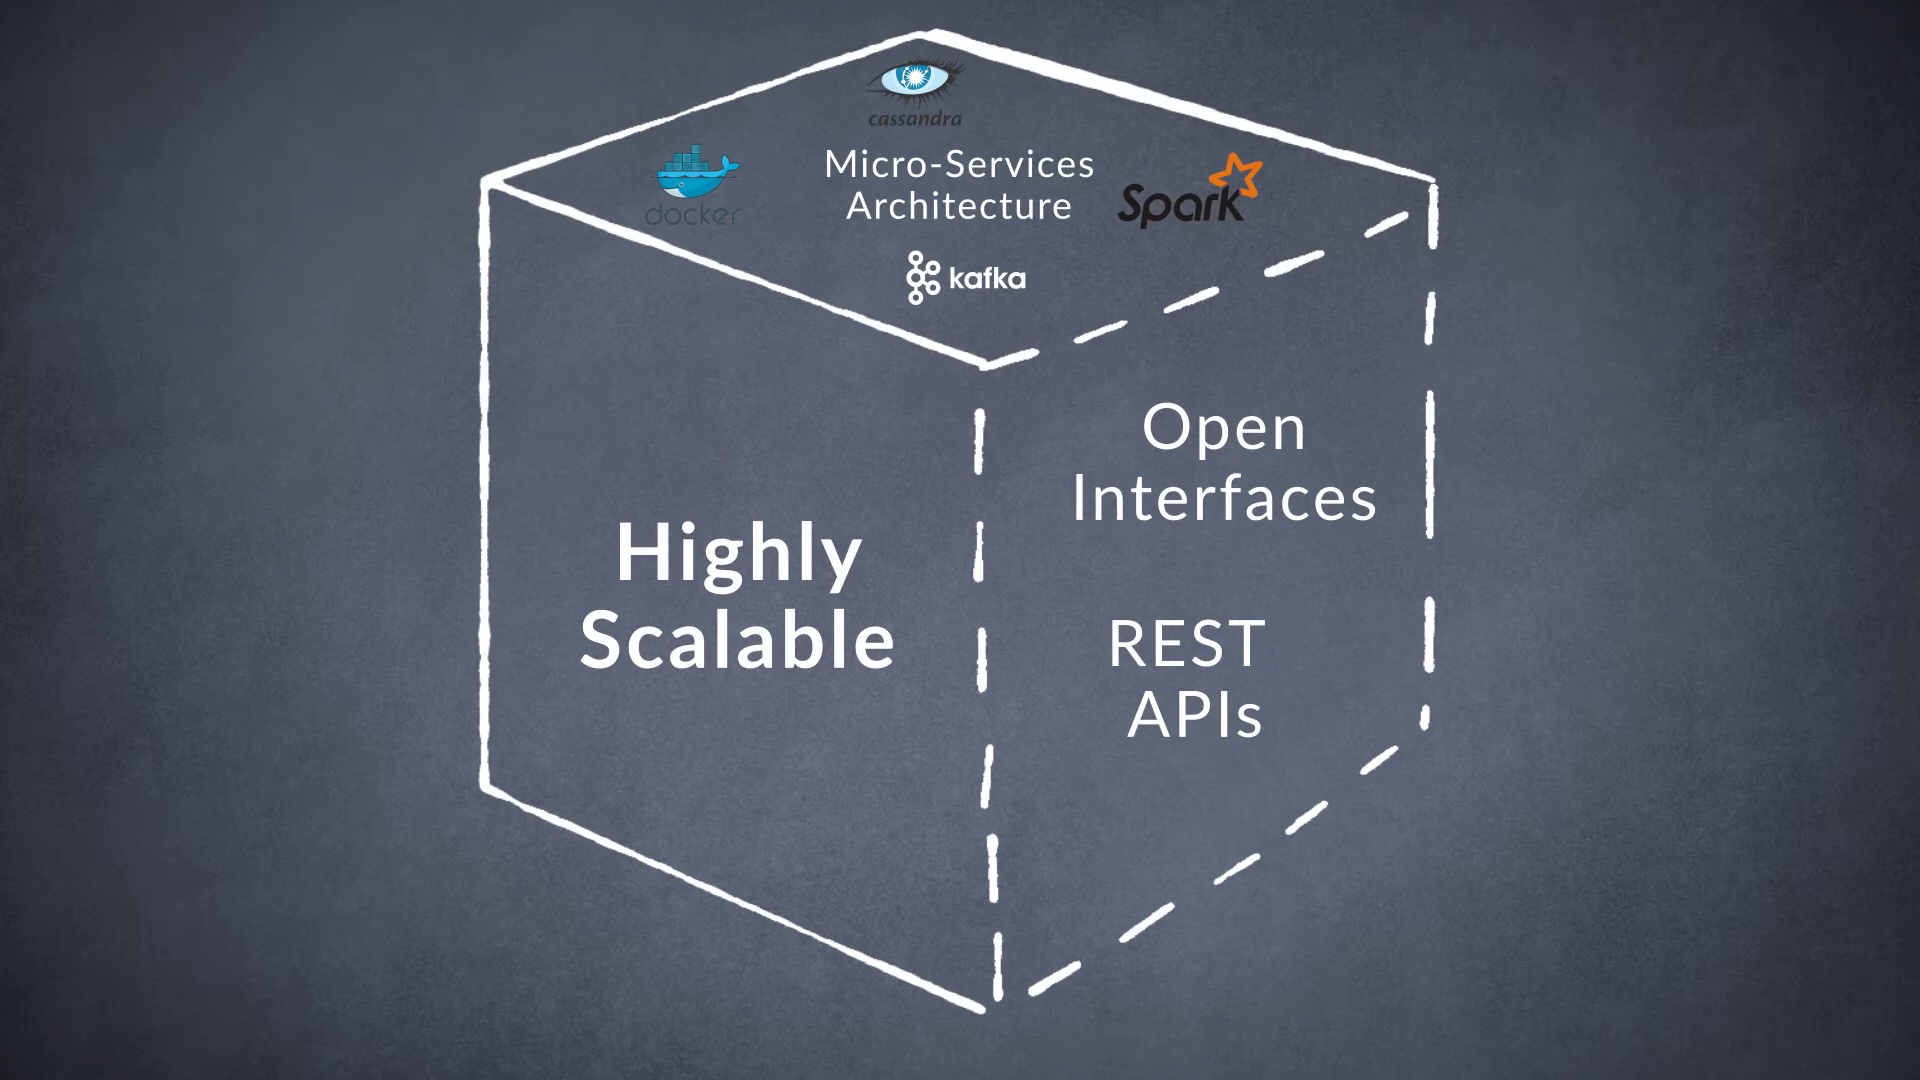 cassandra
docker
Micro-Services
Architecture
Spark
kafka
Highly
Scalable
Open
Interfaces
REST
APIs